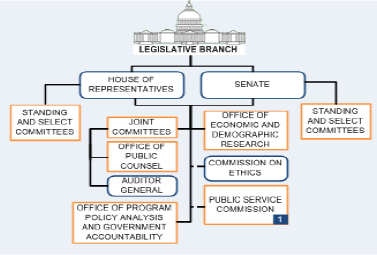 LEGISLATIVE BRANCH
HOUSE OF
REPRESENTATIVES
SENATE
STANDING
AND SELECT
COMMITTEES
JOINT
COMMITTEES
OFFICE OF
ECONOMIC AND
DEMOGRAPHIC
RESEARCH
STANDING
AND SELECT
COMMITTEES
OFFICE OF
PUBLIC
COUNSEL
COMMISSION ON
ETHICS
AUDITOR
GENERAL
PUBLIC SERVICE
COMMISSION
1
OFFICE OF PROGRAM
POLICY ANALYSIS
AND GOVERNMENT
ACCOUNTABILITY